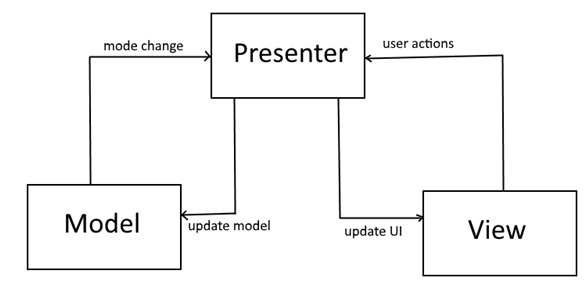 mode change
Presenter
user actions
Model
update model
update UI
View